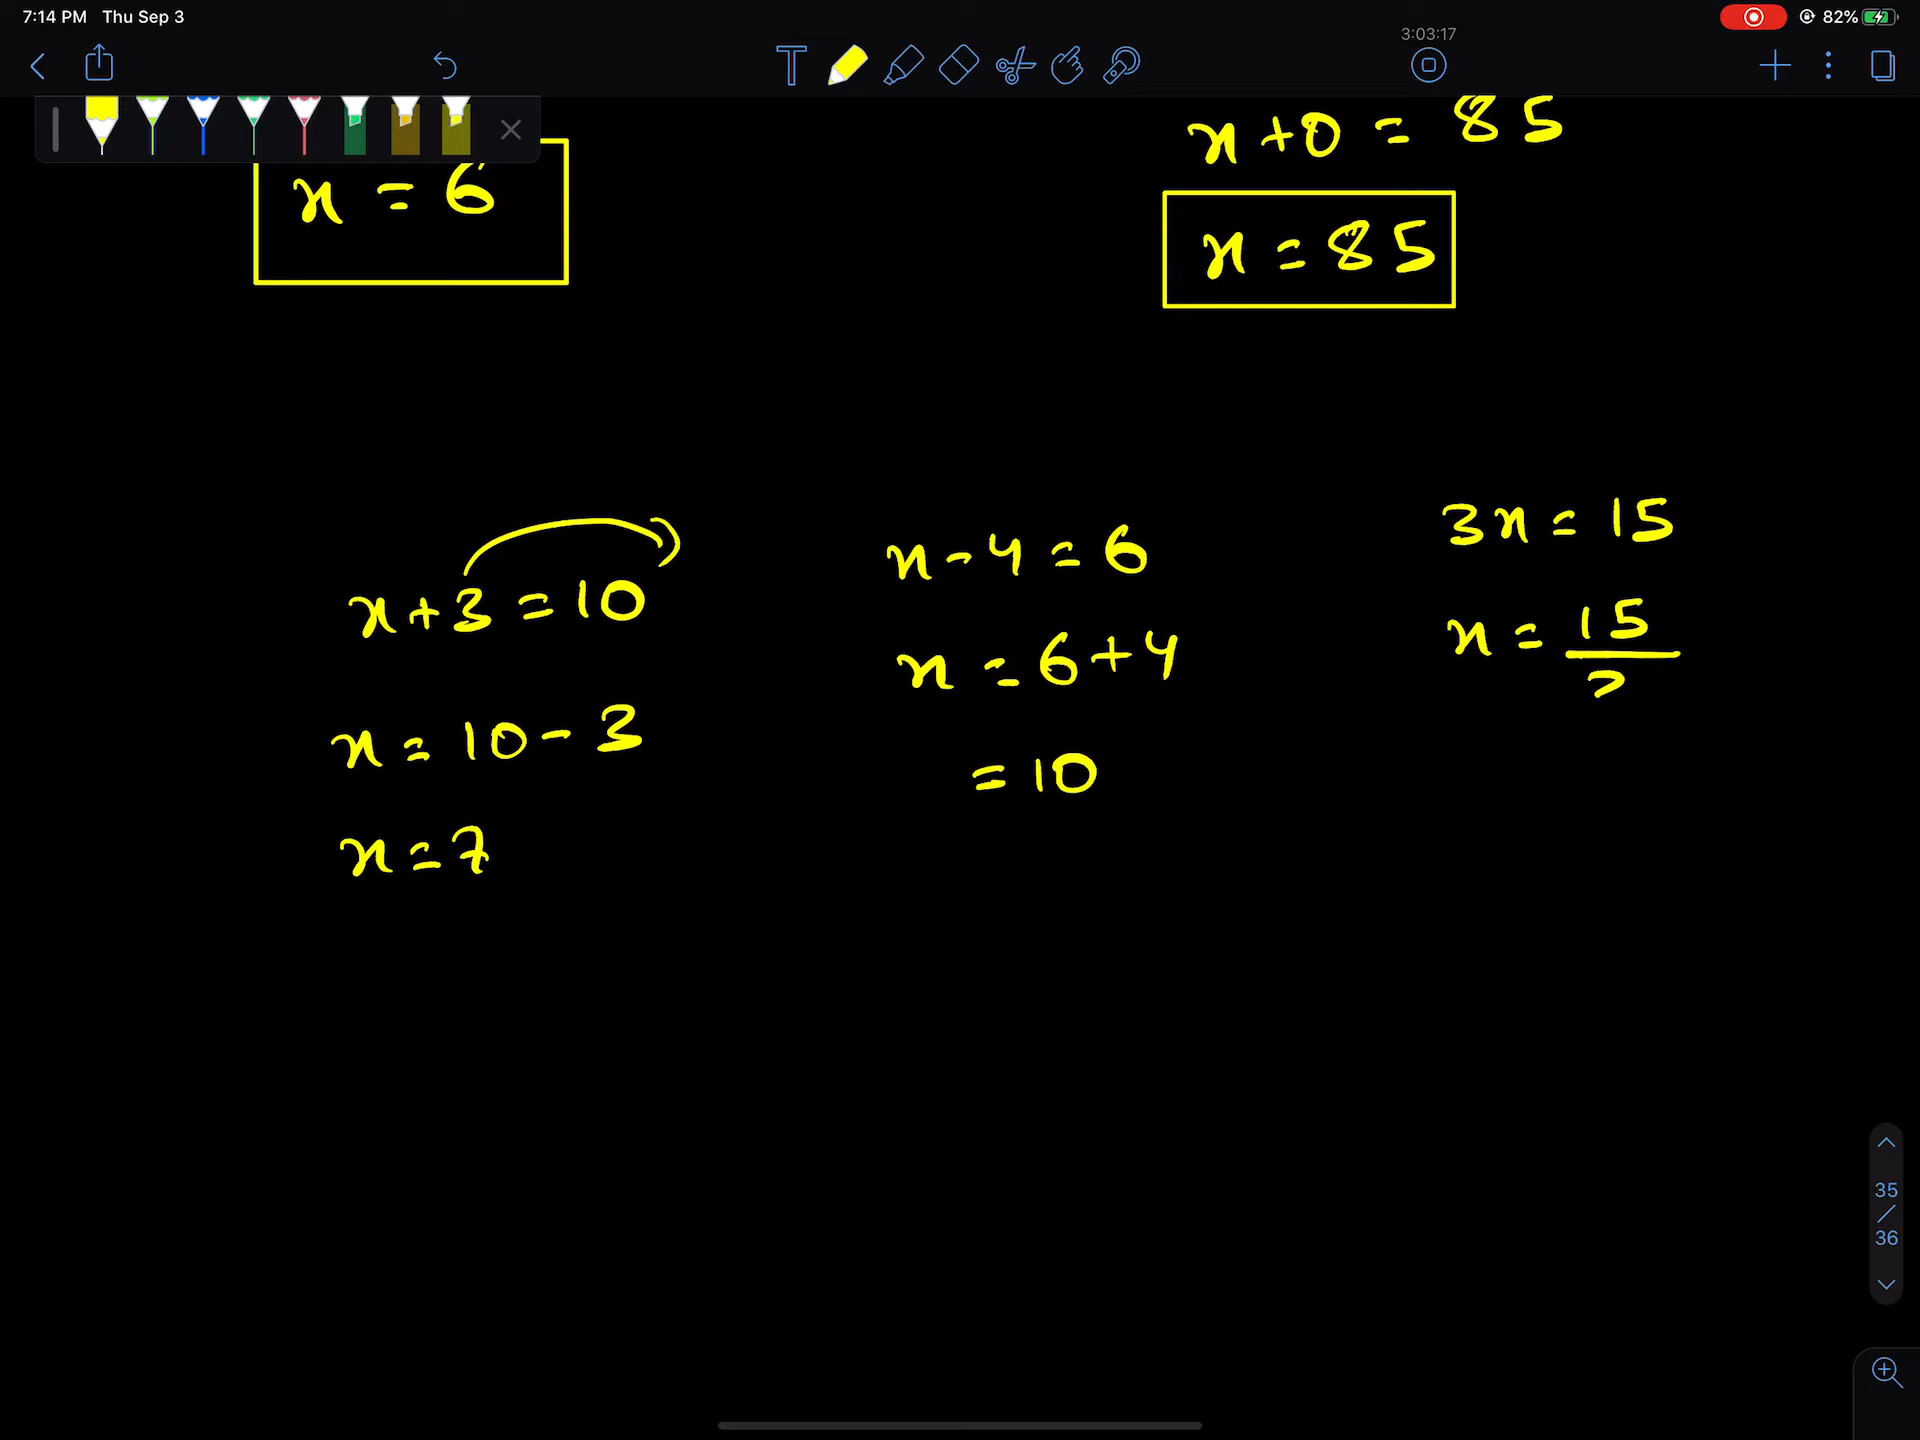 7:14 PM Thu Sep 3
82%
3:03:17
T
x = 6
x + 0 = 85
x = 85
x + 3 = 10
x = 10 - 3
x = 7
x - 4 = 6
x = 6 + 4
= 10
3x = 15
x = 15 /
35
/
36